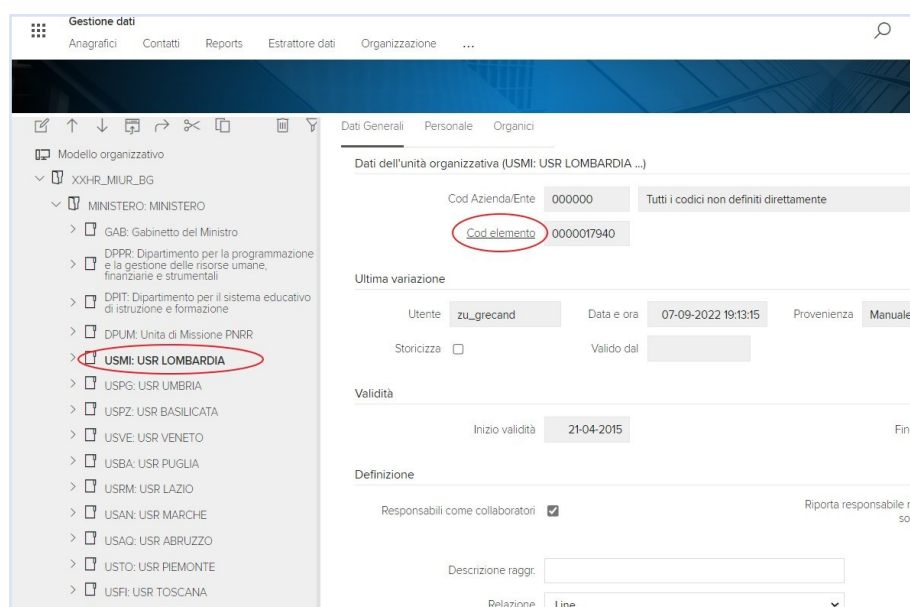 Gestione dati
Anagrafici Contatti Reports Estrattore dati Organizzazione ...
Modello organizzativo
XXHR_MIUR_BG
MINISTERO: MINISTERO
GAB: Gabinetto del Ministro
DPPR: Dipartimento per la programmazione
e la gestione delle risorse umane,
finanziarie e strumentali
DPIT: Dipartimento per il sistema educativo
di istruzione e formazione
DPUM: Unita di Missione PNRR
USMI: USR LOMBARDIA
USPG: USR UMBRIA
USPZ: USR BASILICATA
USVE: USR VENETO
USBA: USR PUGLIA
USRM: USR LAZIO
USAN: USR MARCHE
USAQ: USR ABRUZZO
USTO: USR PIEMONTE
USFI: USR TOSCANA
Dati Generali Personale Organici
Dati dell'unità organizzativa (USMI: USR LOMBARDIA ...)
Cod Azienda/Ente 000000 Tutti i codici non definiti direttamente
Cod elemento 0000017940
Ultima variazione
Utente zu_grecand Data e ora 07-09-2022 19:13:15 Provenienza Manuale
Storicizza Valido dal
Validità
Inizio validità 21-04-2015 Fin
Definizione
Responsabili come collaboratori Riporta responsabile
so
Descrizione raggr.
Relazione Line